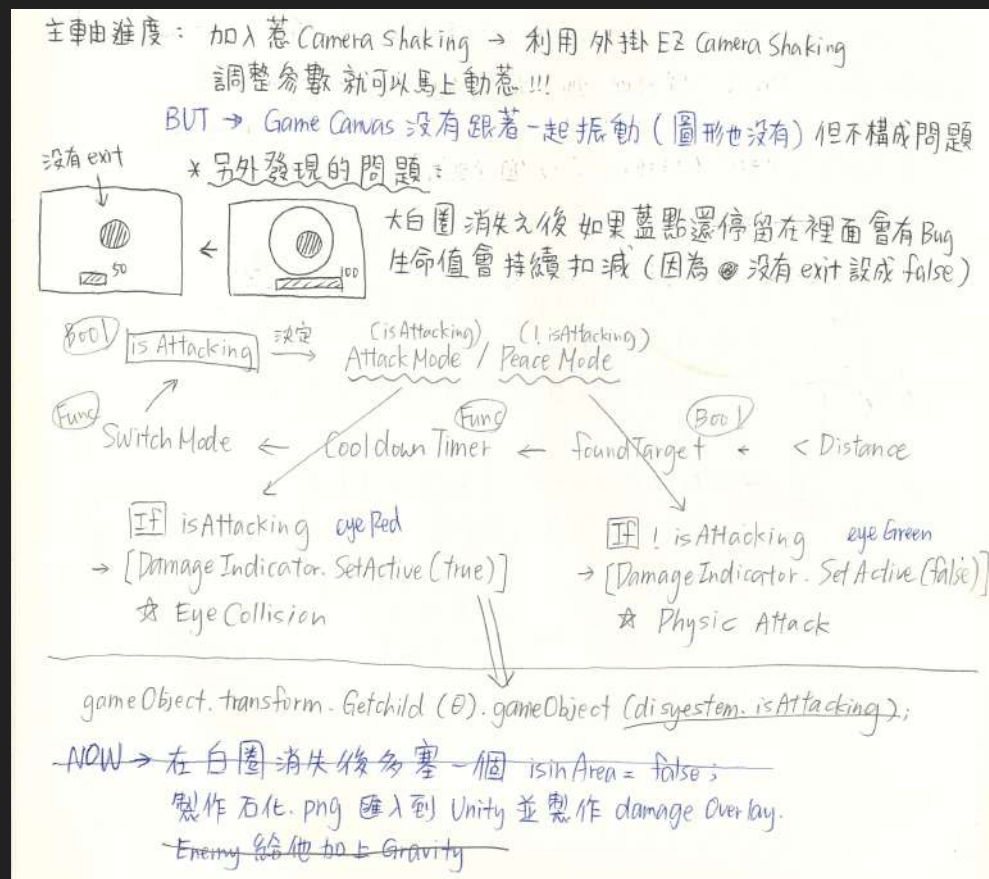 主軸進度： 加入惹 Camera Shaking → 利用 外掛 EZ Camera Shaking
調整參數 就可以馬上動惹!!!
BUT → Game Canvas 没有跟著一起振動 ( 圖形也没有 ) 但不構成問題
没有 exit
* 另外發現的問題：
50
←
100
大白圈 消失之後 如果藍點還停留在裡面會有 Bug
生命值會 持續扣減 ( 因為 没有 exit 設成 false )
Bool is Attacking 決定 → (isAttacking) Attack Mode / (! isAttacking) Peace Mode
Func Switch Mode ← Func Cooldown Timer ← Bool foundTarget ← < Distance
If isAttacking eye Red
→ [Damage Indicator. SetActive (true)]
☆ Eye Collision
If ! isAttacking eye Green
→ [Damage Indicator. SetActive (false)]
☆ Physic Attack
gameObject. transform. Getchild (0). gameObject (disyestem. isAttacking);
NOW → 在 白圈 消失後多塞一個 isinArea = false;
製作 石化. png 匯入到 Unity 並製作 damage Overlay.
Enemy 給他加上 Gravity